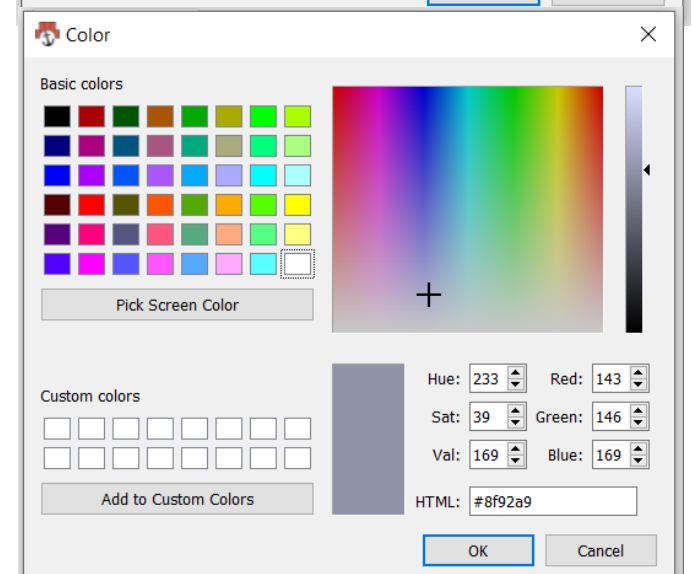 Color
Basic colors
Pick Screen Color
Custom colors
Add to Custom Colors
Hue: 233 Red: 143
Sat: 39 Green: 146
Val: 169 Blue: 169
HTML: #8f92a9
OK Cancel